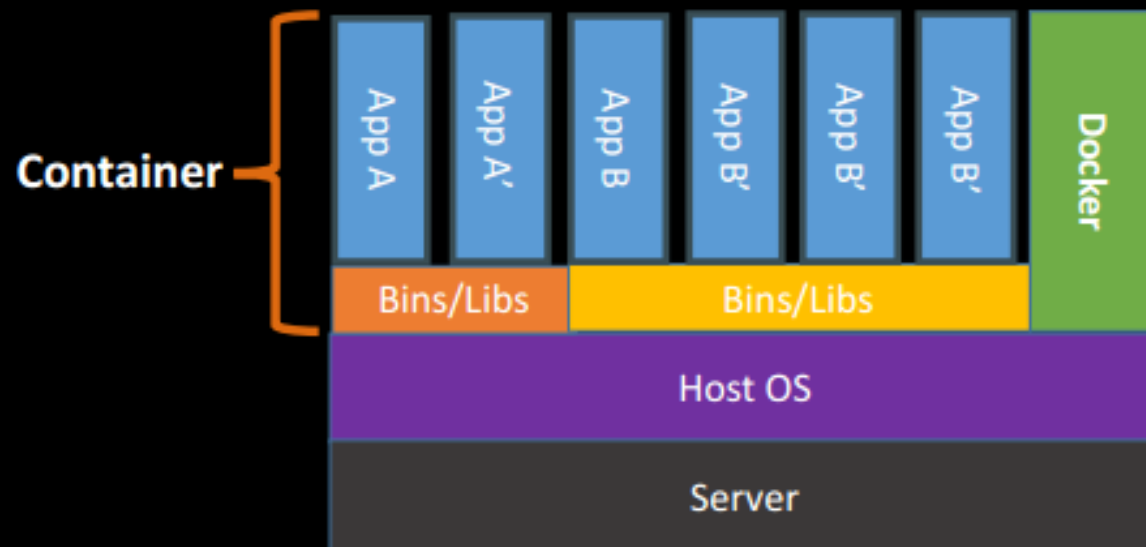 Container
App A
App A’
App B
App B’
App B’
App B’
Docker
Bins/Libs
Bins/Libs
Host OS
Server